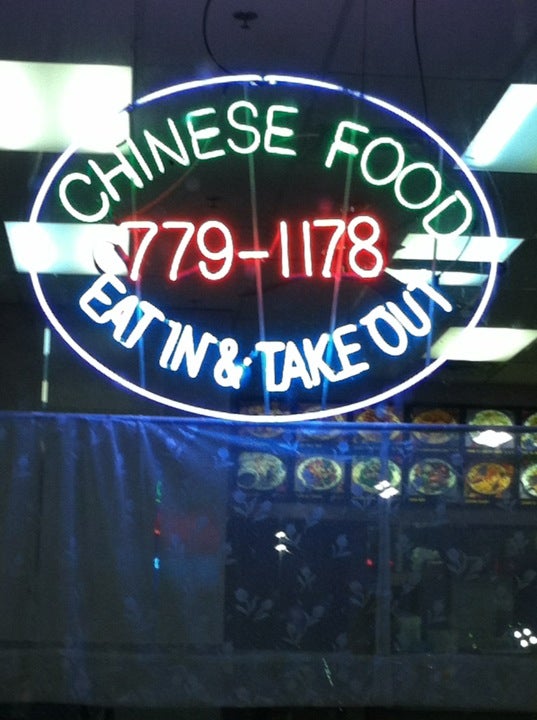 CHINESE FOOD
779-1178
EAT IN & TAKE OUT